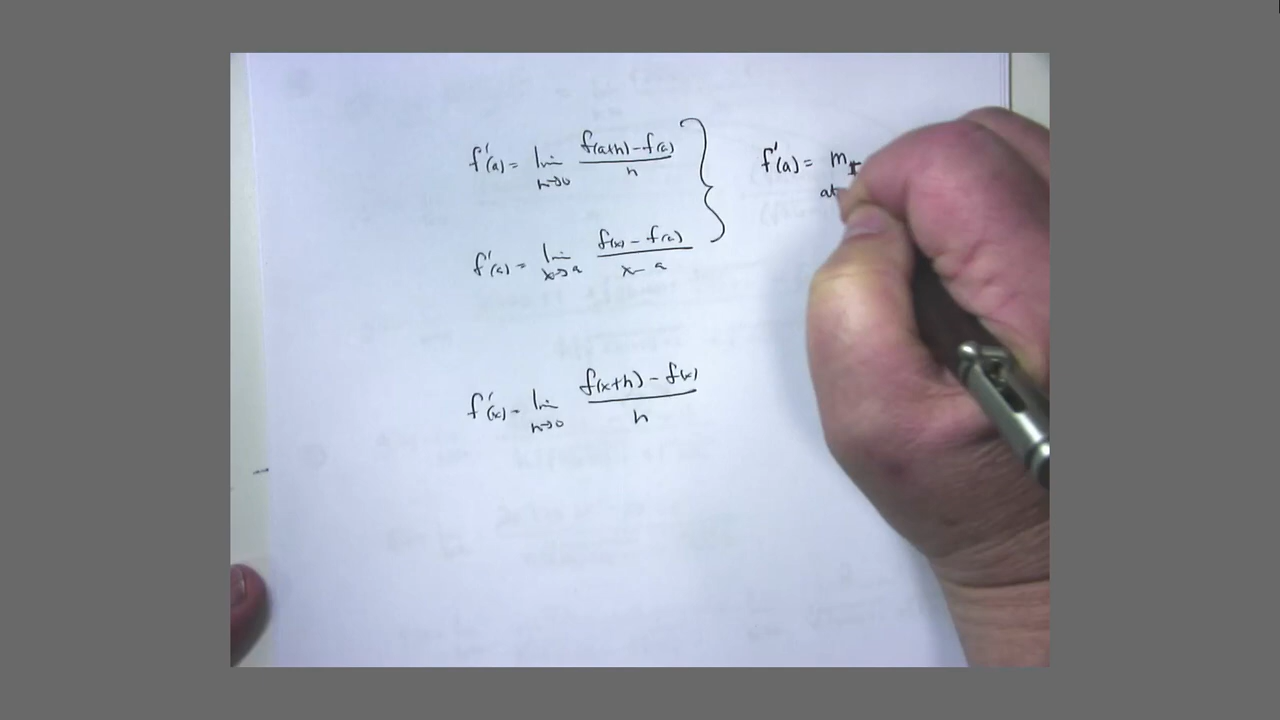 f'(a) = lim h→0 f(a+h) - f(a) / h
f'(a) = m
at
f'(a) = lim x→a f(x) - f(a) / x - a
f'(x) = lim h→0 f(x+h) - f(x) / h